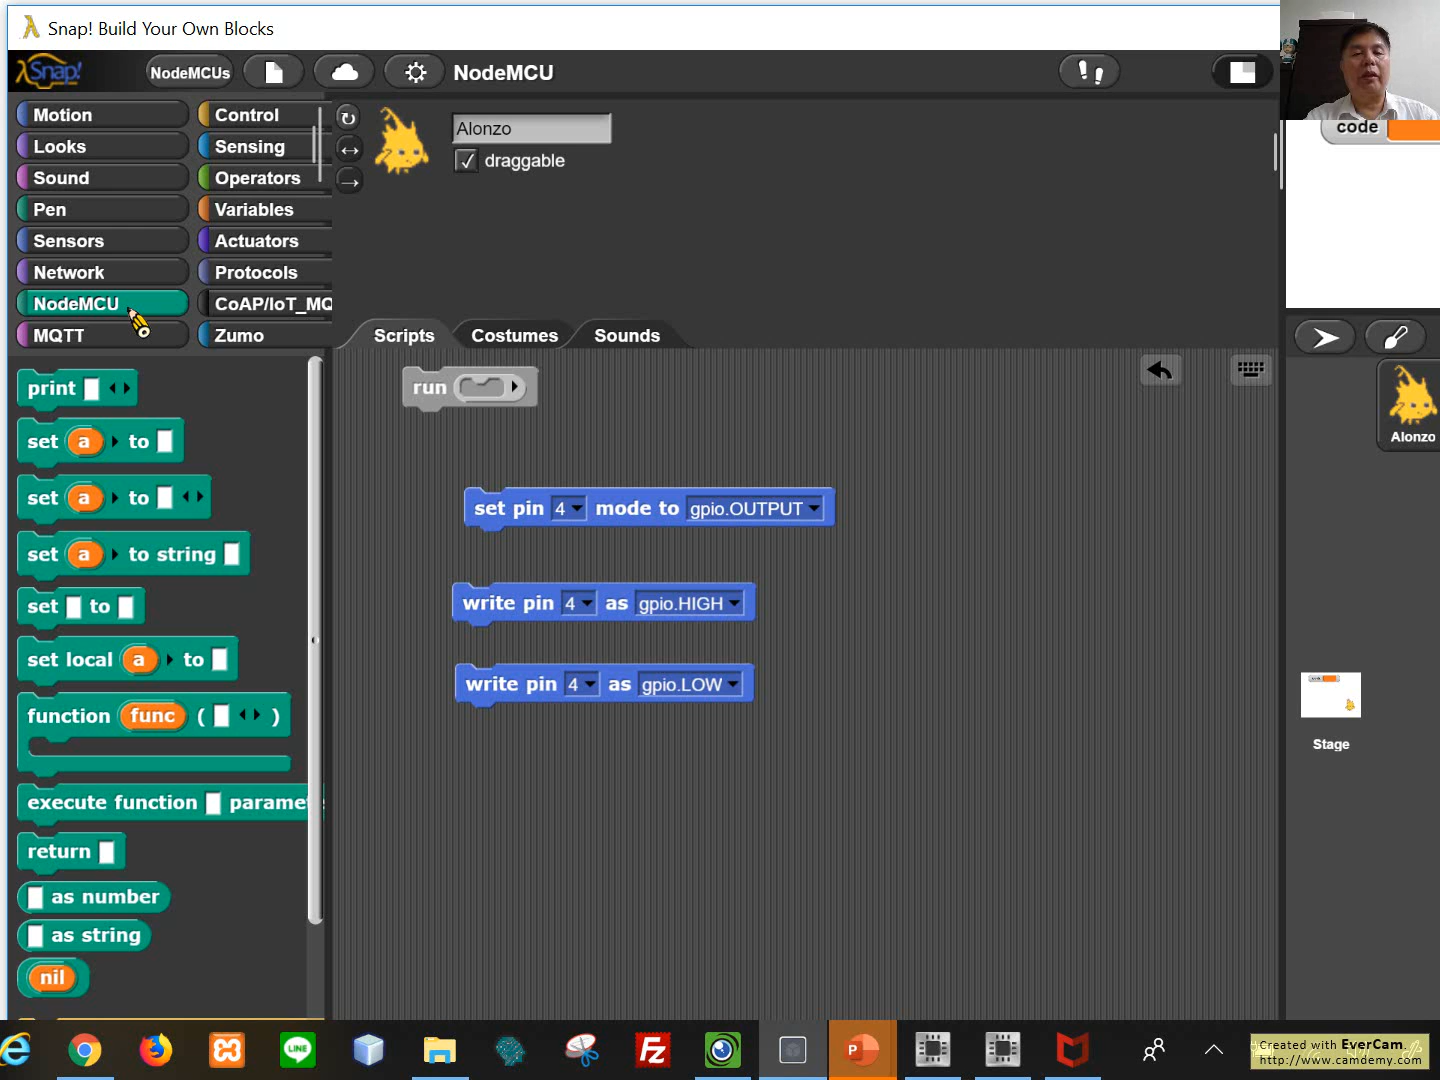 Snap! Build Your Own Blocks
Snap!
NodeMCUs
NodeMCU
Motion
Control
Looks
Sensing
Sound
Operators
Pen
Variables
Sensors
Actuators
Network
Protocols
NodeMCU
CoAP/IoT_MQ
MQTT
Zumo
Alonzo
draggable
code
Scripts
Costumes
Sounds
print
set a to
set a to
set a to string
set to
set local a to
function func ( )
execute function parame
return
as number
as string
nil
run
set pin 4 mode to gpio.OUTPUT
write pin 4 as gpio.HIGH
write pin 4 as gpio.LOW
Alonzo
Stage
LINE
Fz
P
Created with EverCam.
http://www.camdemy.com